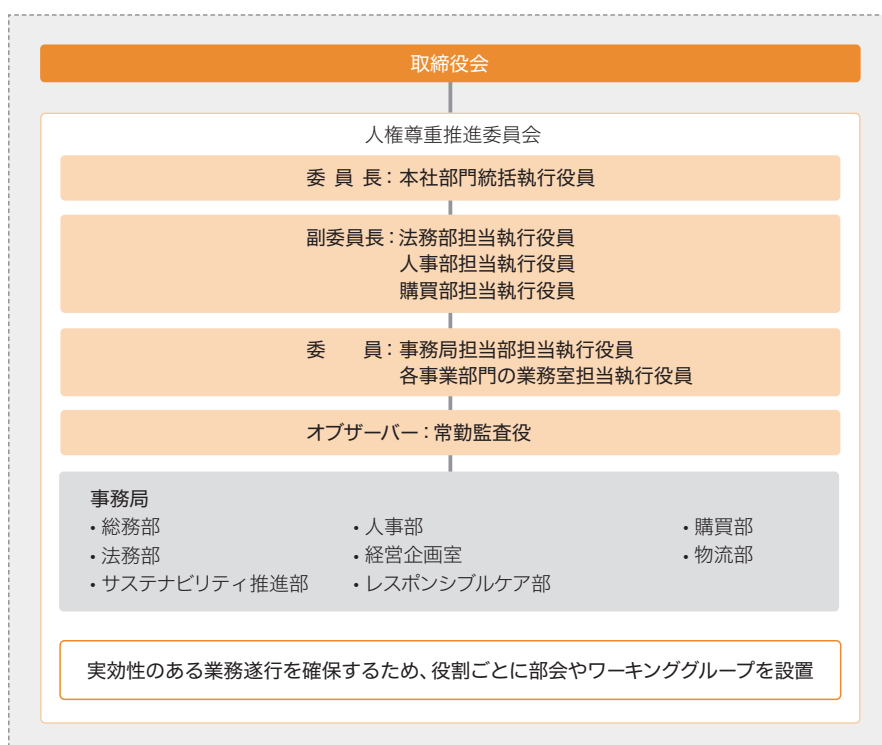 取締役会
人権尊重推進委員会
委 員 長：本社部門統括執行役員
副委員長：法務部担当執行役員
人事部担当執行役員
購買部担当執行役員
委　　員：事務局担当部担当執行役員
各事業部門の業務室担当執行役員
オブザーバー：常勤監査役
事務局
・総務部
・法務部
・サステナビリティ推進部
・人事部
・経営企画室
・レスポンシブルケア部
・購買部
・物流部
実効性のある業務遂行を確保するため、役割ごとに部会やワーキンググループを設置